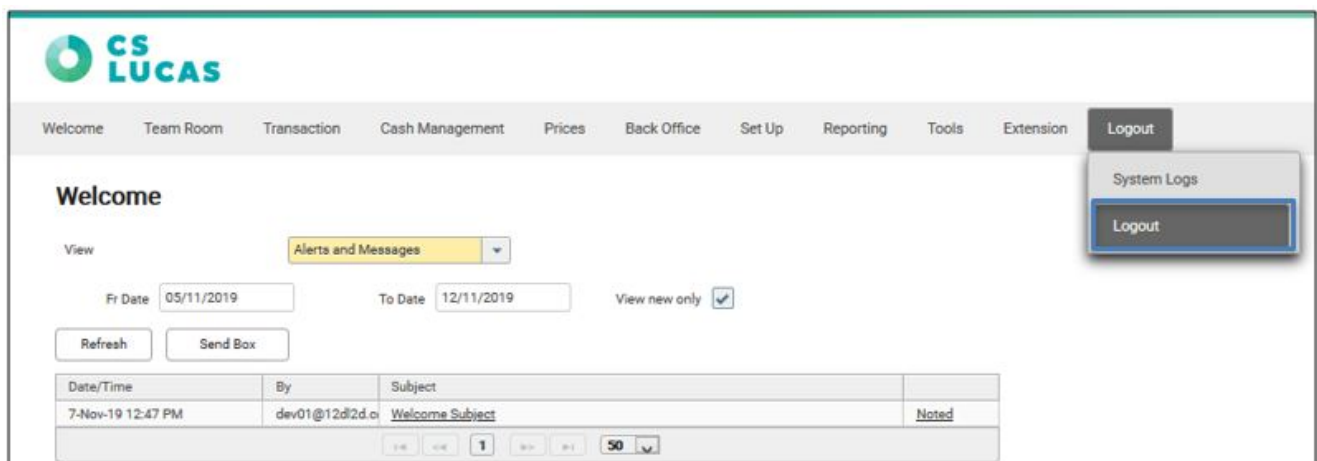 CS
LUCAS
Welcome Team Room Transaction Cash Management Prices Back Office Set Up Reporting Tools Extension Logout
System Logs
Logout
Welcome
View Alerts and Messages
Fr Date 05/11/2019 To Date 12/11/2019 View new only
Refresh Send Box
Date/Time By Subject
7-Nov-19 12:47 PM dev01@12dl2d.c Welcome Subject Noted
1 50